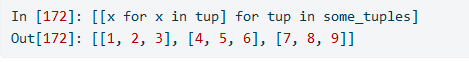 In [172]: [[x for x in tup] for tup in some_tuples]
Out[172]: [[1, 2, 3], [4, 5, 6], [7, 8, 9]]